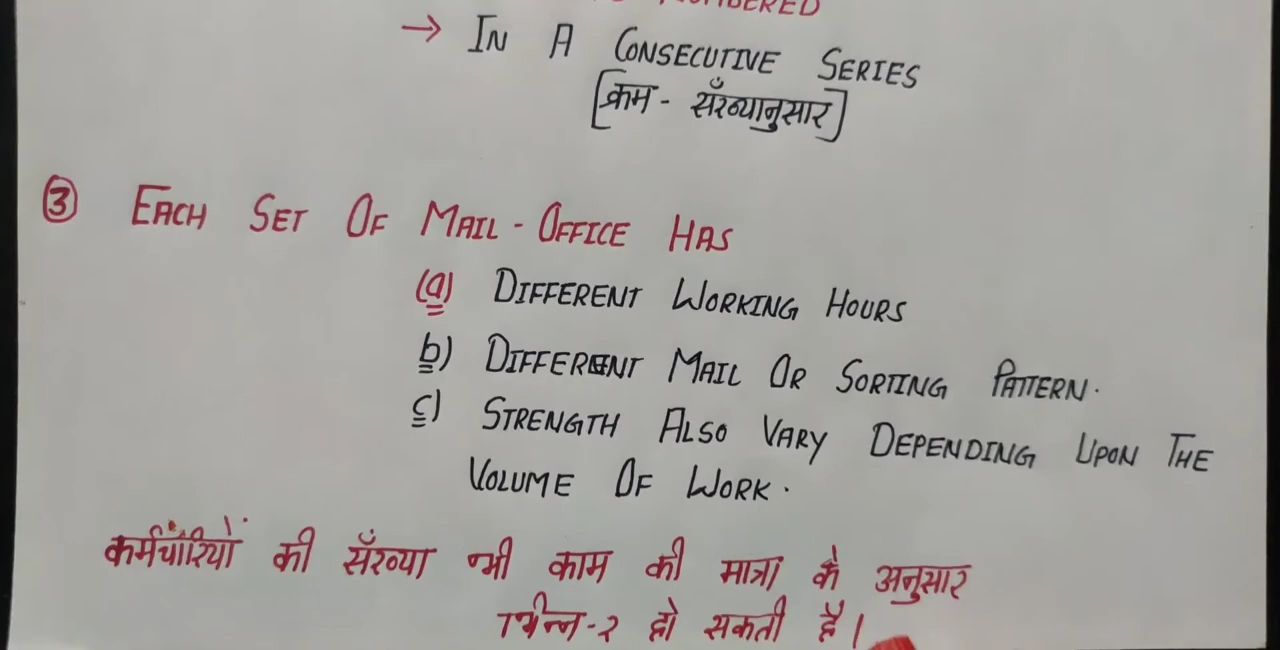 NUMBERED
→ IN A CONSECUTIVE SERIES
[क्रम - सँख्यानुसार]
③ EACH SET OF MAIL - OFFICE HAS
(a) DIFFERENT WORKING HOURS
b) DIFFERENT MAIL OR SORTING PATTERN.
c) STRENGTH ALSO VARY DEPENDING UPON THE
VOLUME OF WORK.
कर्मचारियों की सँख्या भी काम की मात्रा के अनुसार
भिन्न-२ हो सकती है।